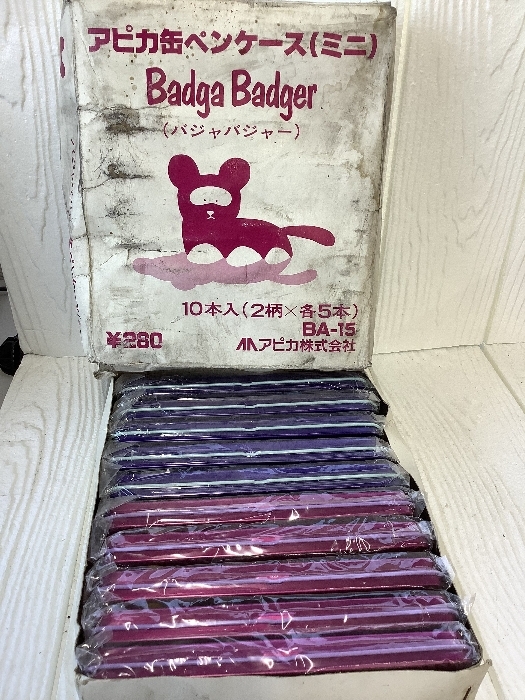 アピカ缶ペンケース(ミニ)
Badga Badger
(バジャバジャー)
10本入(2柄×各5本)
BA-15
¥280
アピカ株式会社